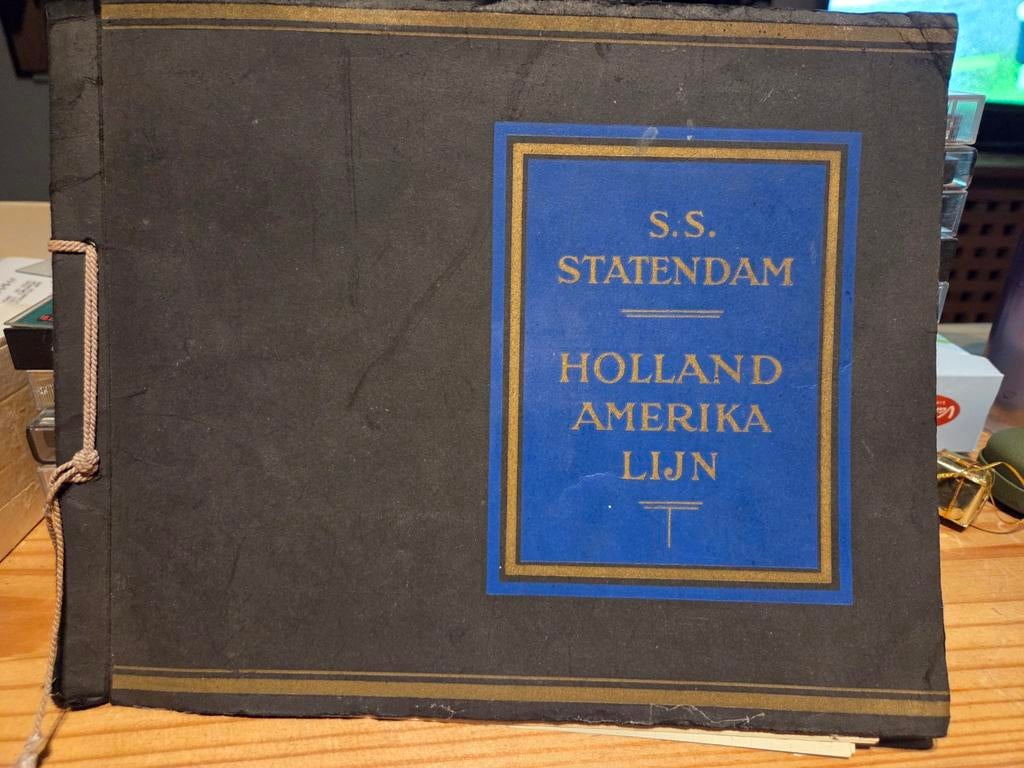 S.S.
STATENDAM
HOLLAND
AMERIKA
LIJN